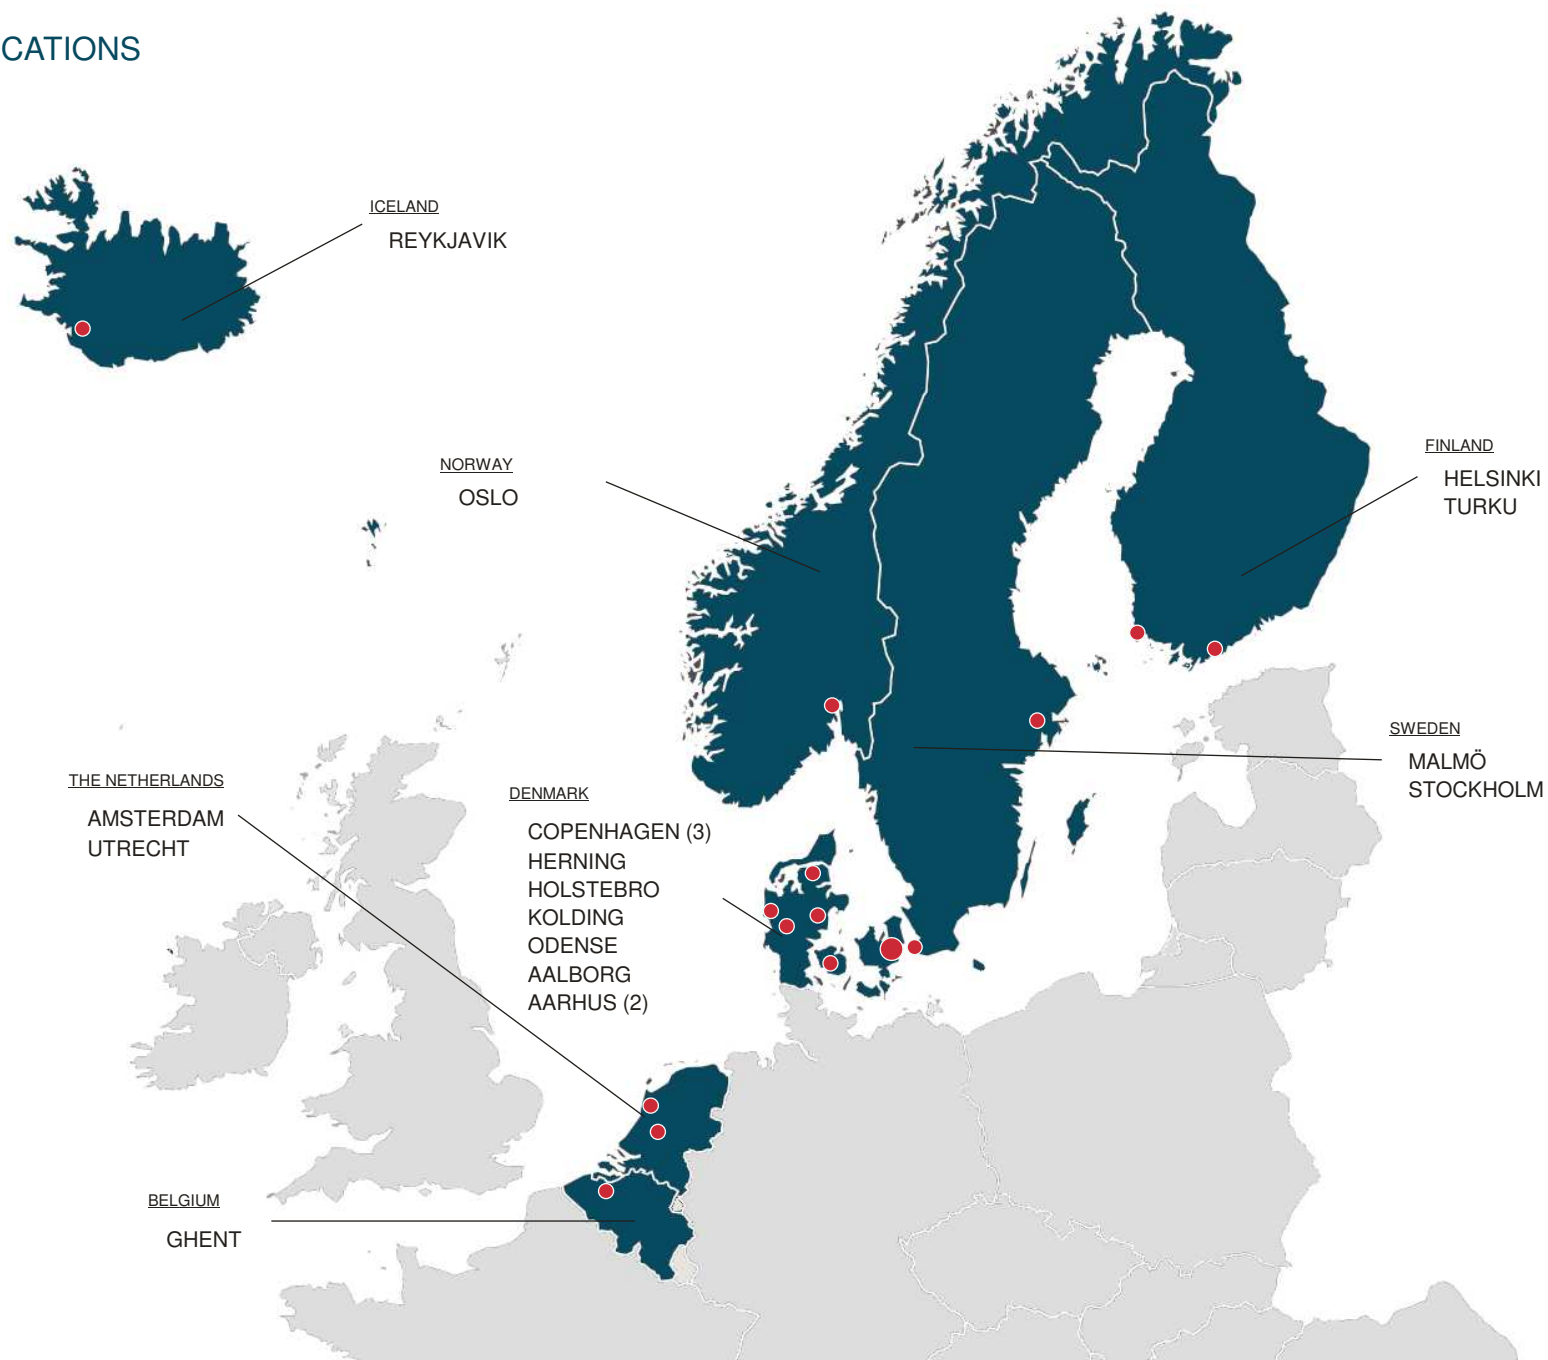 CATIONS
ICELAND
REYKJAVIK
NORWAY
OSLO
FINLAND
HELSINKI
TURKU
SWEDEN
MALMÖ
STOCKHOLM
THE NETHERLANDS
AMSTERDAM
UTRECHT
DENMARK
COPENHAGEN (3)
HERNING
HOLSTEBRO
KOLDING
ODENSE
AALBORG
AARHUS (2)
BELGIUM
GHENT